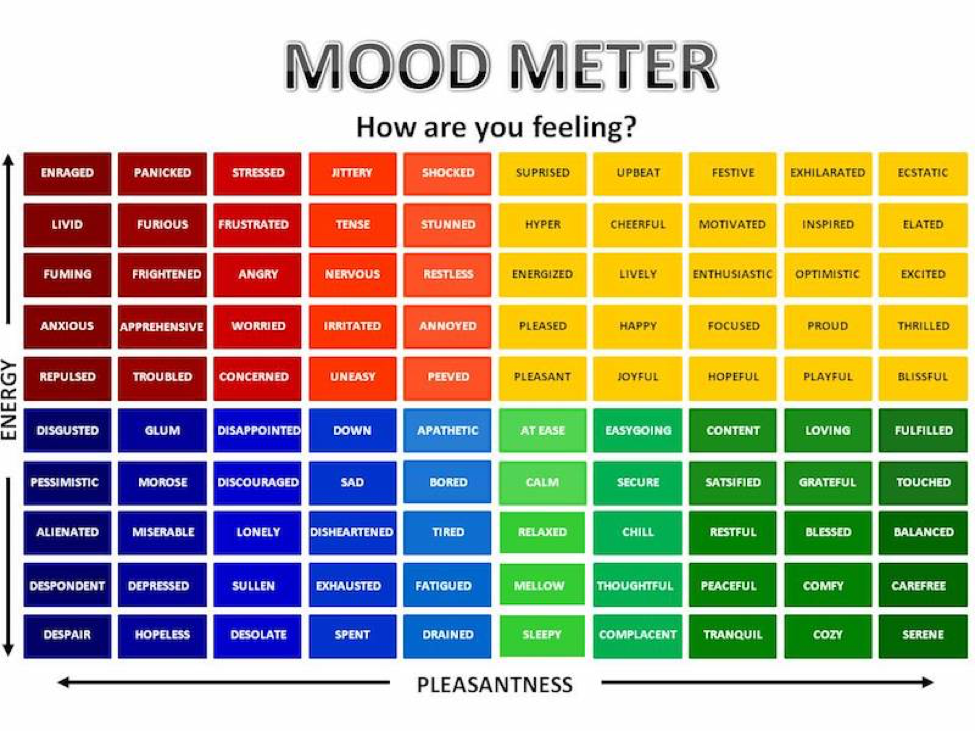 MOOD METER
How are you feeling?
ENRAGED PANICKED STRESSED JITTERY SHOCKED SUPRISED UPBEAT FESTIVE EXHILARATED ECSTATIC
LIVID FURIOUS FRUSTRATED TENSE STUNNED HYPER CHEERFUL MOTIVATED INSPIRED ELATED
FUMING FRIGHTENED ANGRY NERVOUS RESTLESS ENERGIZED LIVELY ENTHUSIASTIC OPTIMISTIC EXCITED
ANXIOUS APPREHENSIVE WORRIED IRRITATED ANNOYED PLEASED HAPPY FOCUSED PROUD THRILLED
REPULSED TROUBLED CONCERNED UNEASY PEEVED PLEASANT JOYFUL HOPEFUL PLAYFUL BLISSFUL
ENERGY
DISGUSTED GLUM DISAPPOINTED DOWN APATHETIC AT EASE EASYGOING CONTENT LOVING FULFILLED
PESSIMISTIC MOROSE DISCOURAGED SAD BORED CALM SECURE SATSIFIED GRATEFUL TOUCHED
ALIENATED MISERABLE LONELY DISHEARTENED TIRED RELAXED CHILL RESTFUL BLESSED BALANCED
DESPONDENT DEPRESSED SULLEN EXHAUSTED FATIGUED MELLOW THOUGHTFUL PEACEFUL COMFY CAREFREE
DESPAIR HOPELESS DESOLATE SPENT DRAINED SLEEPY COMPLACENT TRANQUIL COZY SERENE
PLEASANTNESS